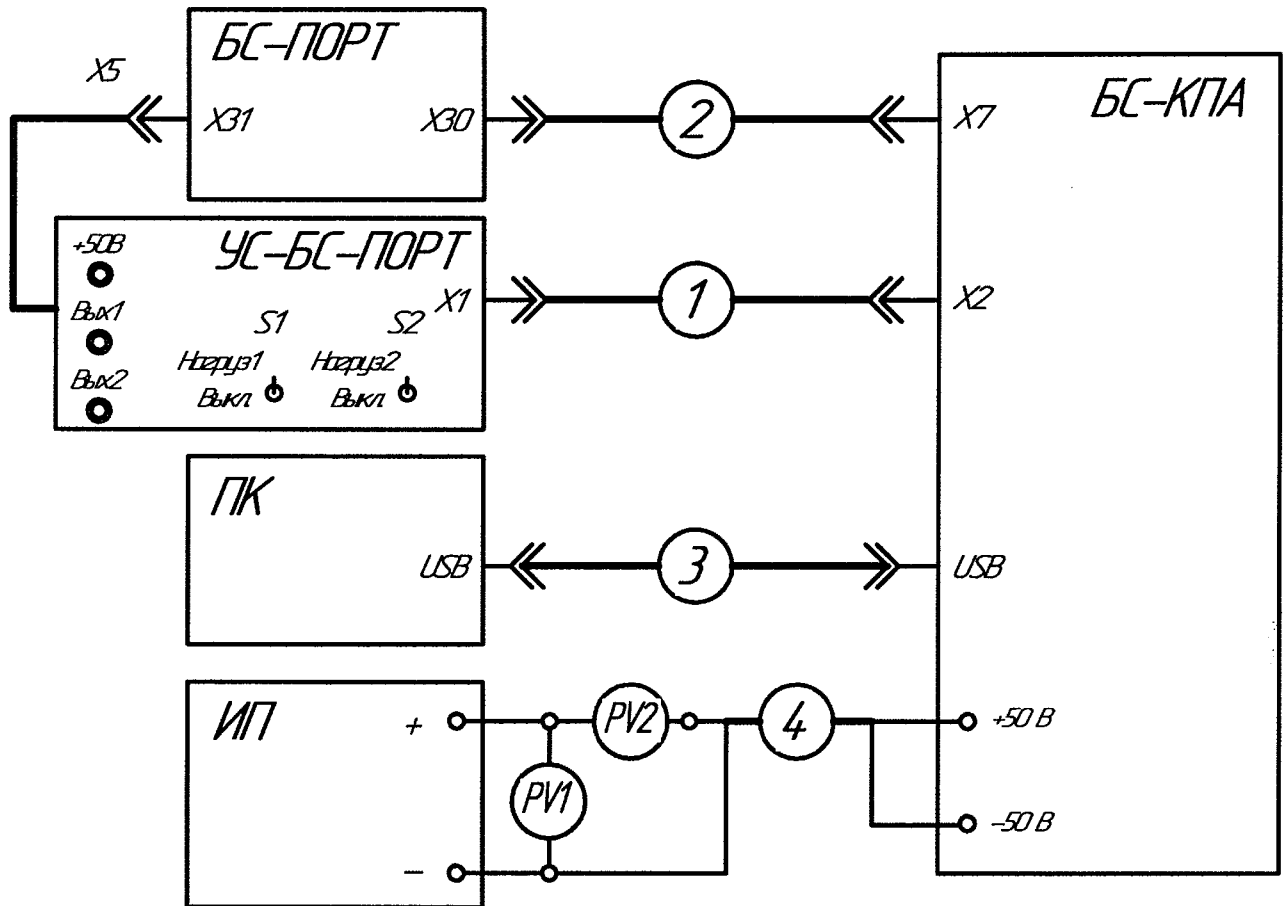 БС-ПОРТ
X5
X31
X30
2
X7
БС-КПА
+50В
УС-БС-ПОРТ
X1
1
X2
Вых1
S1
S2
Нагруз1
Нагруз2
Вых2
Выкл
Выкл
ПК
USB
3
USB
ИП
+
PV2
4
+50 В
PV1
-50 В
-